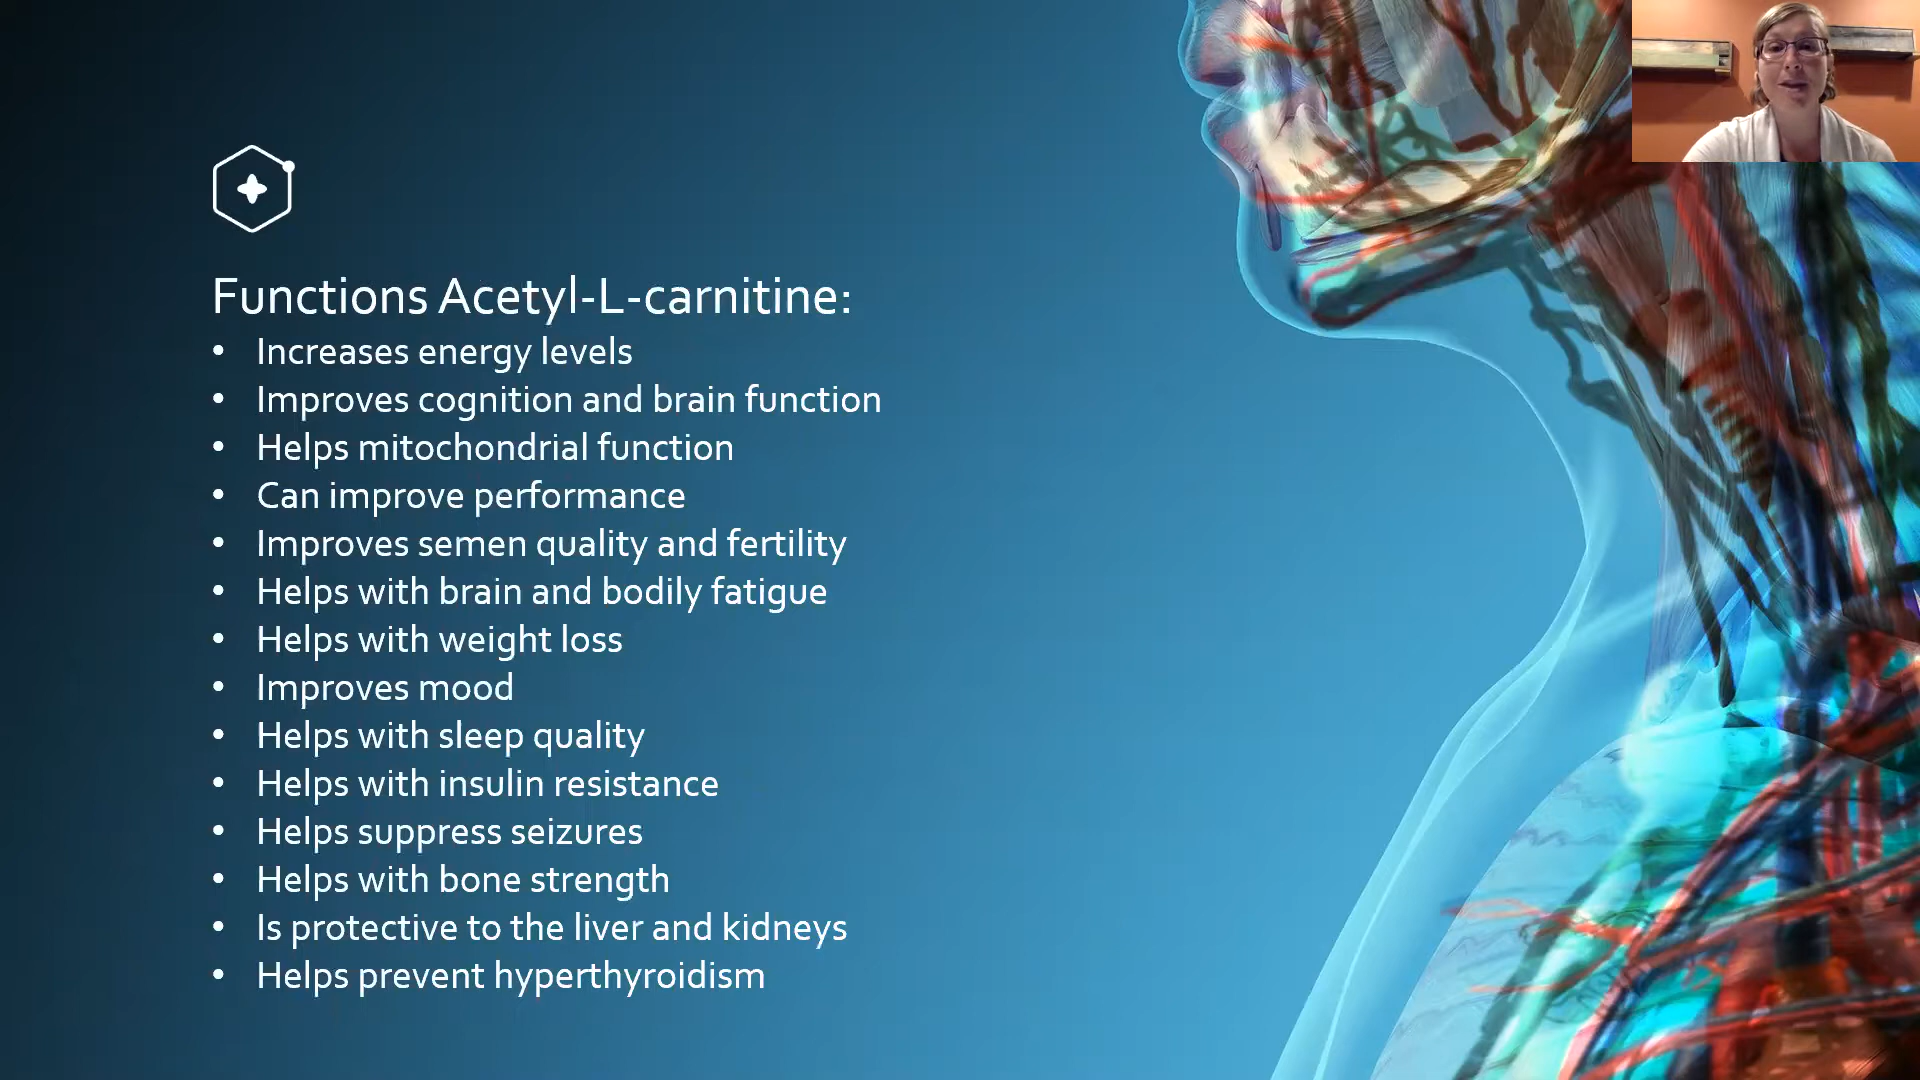 Functions Acetyl-L-carnitine:
• Increases energy levels
• Improves cognition and brain function
• Helps mitochondrial function
• Can improve performance
• Improves semen quality and fertility
• Helps with brain and bodily fatigue
• Helps with weight loss
• Improves mood
• Helps with sleep quality
• Helps with insulin resistance
• Helps suppress seizures
• Helps with bone strength
• Is protective to the liver and kidneys
• Helps prevent hyperthyroidism